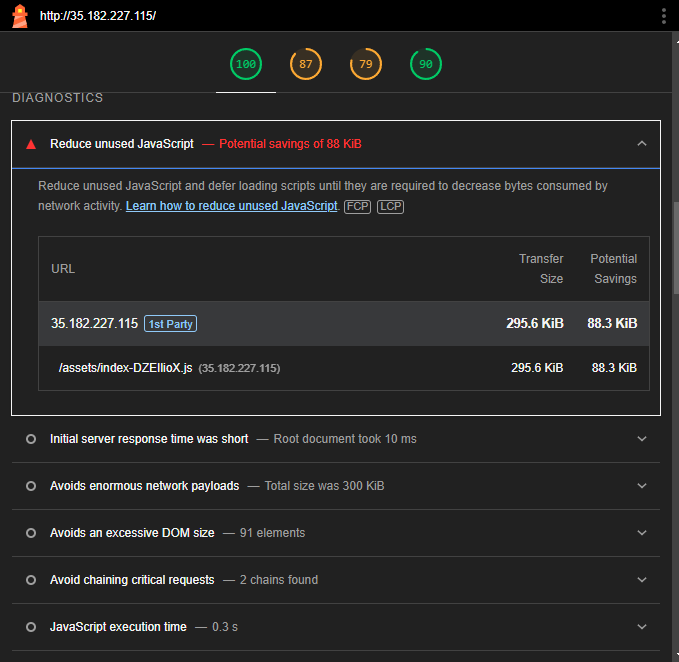 http://35.182.227.115/
100 87 79 90
DIAGNOSTICS
Reduce unused JavaScript — Potential savings of 88 KiB
Reduce unused JavaScript and defer loading scripts until they are required to decrease bytes consumed by
network activity. Learn how to reduce unused JavaScript. FCP LCP
URL Transfer Size Potential Savings
35.182.227.115 1st Party 295.6 KiB 88.3 KiB
/assets/index-DZEllioX.js (35.182.227.115) 295.6 KiB 88.3 KiB
Initial server response time was short — Root document took 10 ms
Avoids enormous network payloads — Total size was 300 KiB
Avoids an excessive DOM size — 91 elements
Avoid chaining critical requests — 2 chains found
JavaScript execution time — 0.3 s